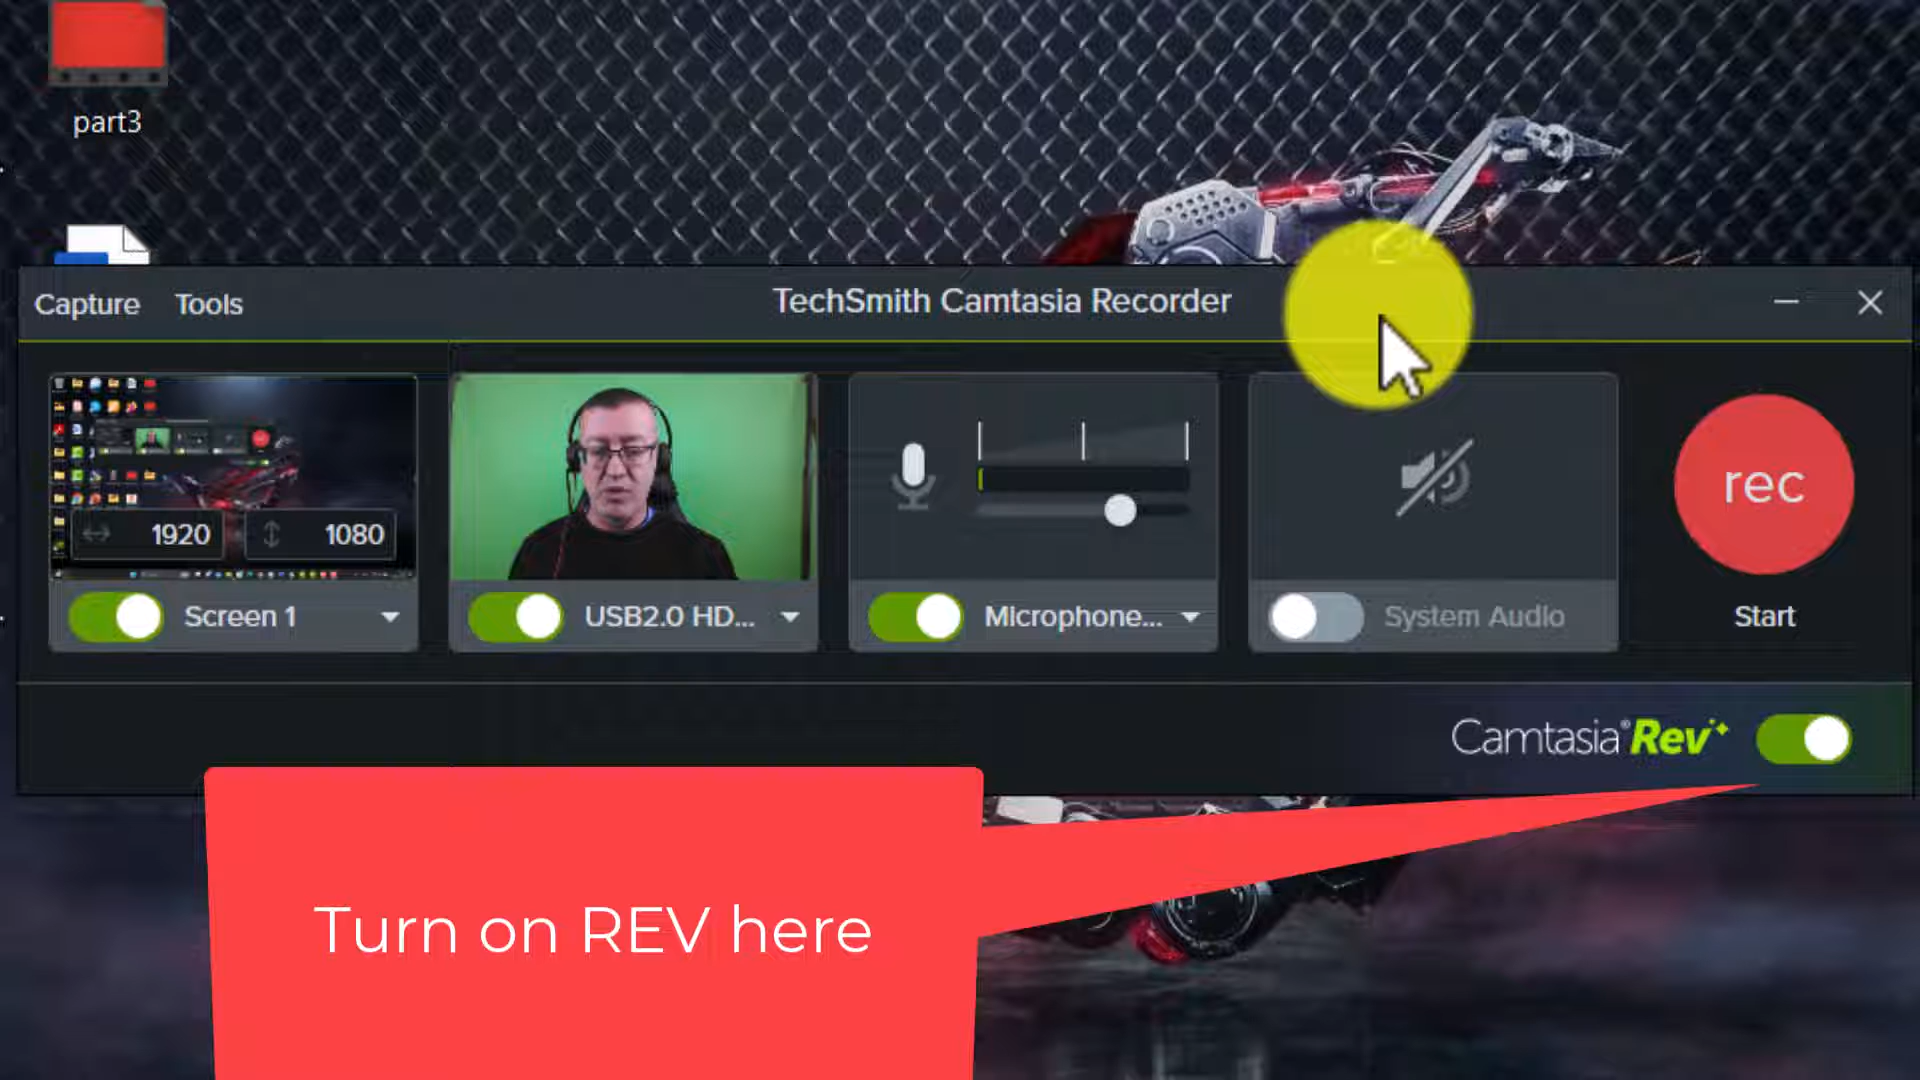 part3
Capture Tools TechSmith Camtasia Recorder
1920 1080
rec
Screen 1 USB2.0 HD... Microphone... System Audio Start
Camtasia® Rev
Turn on REV here